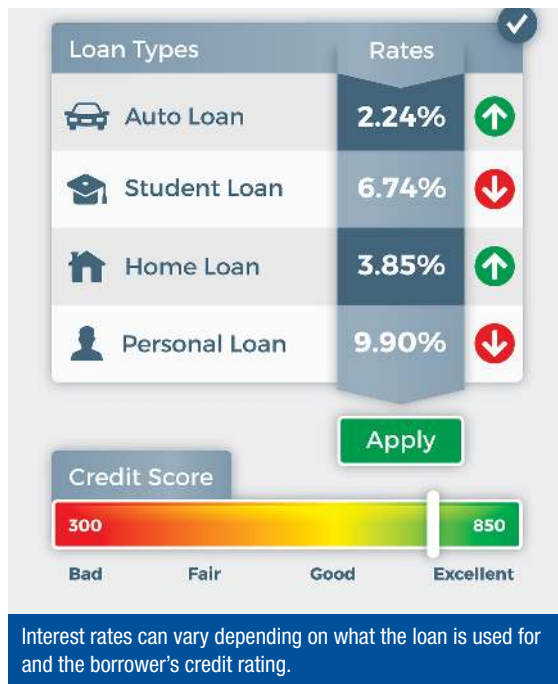 Loan Types Rates
Auto Loan 2.24%
Student Loan 6.74%
Home Loan 3.85%
Personal Loan 9.90%
Apply
Credit Score
300 850
Bad Fair Good Excellent
Interest rates can vary depending on what the loan is used for
and the borrower's credit rating.